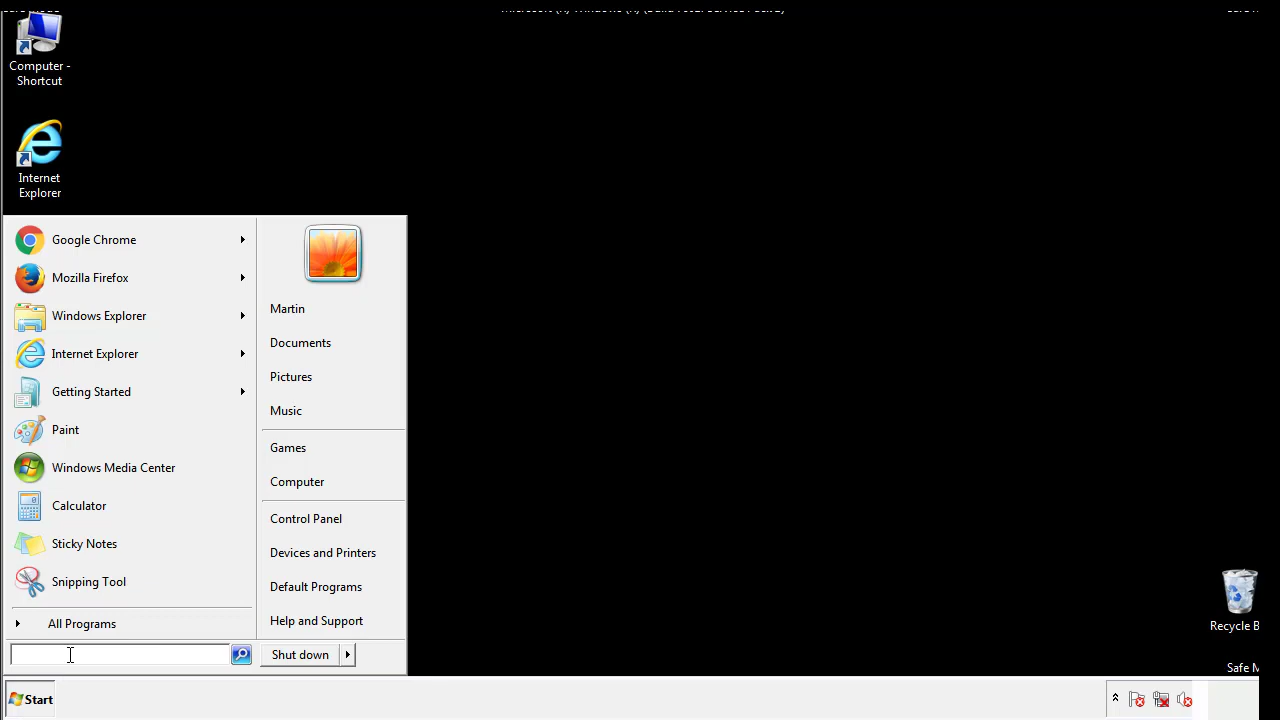 Computer -
Shortcut
Internet
Explorer
Google Chrome
Mozilla Firefox
Windows Explorer
Internet Explorer
Getting Started
Paint
Windows Media Center
Calculator
Sticky Notes
Snipping Tool
All Programs
Martin
Documents
Pictures
Music
Games
Computer
Control Panel
Devices and Printers
Default Programs
Help and Support
Shut down
Recycle B
Safe M
Start